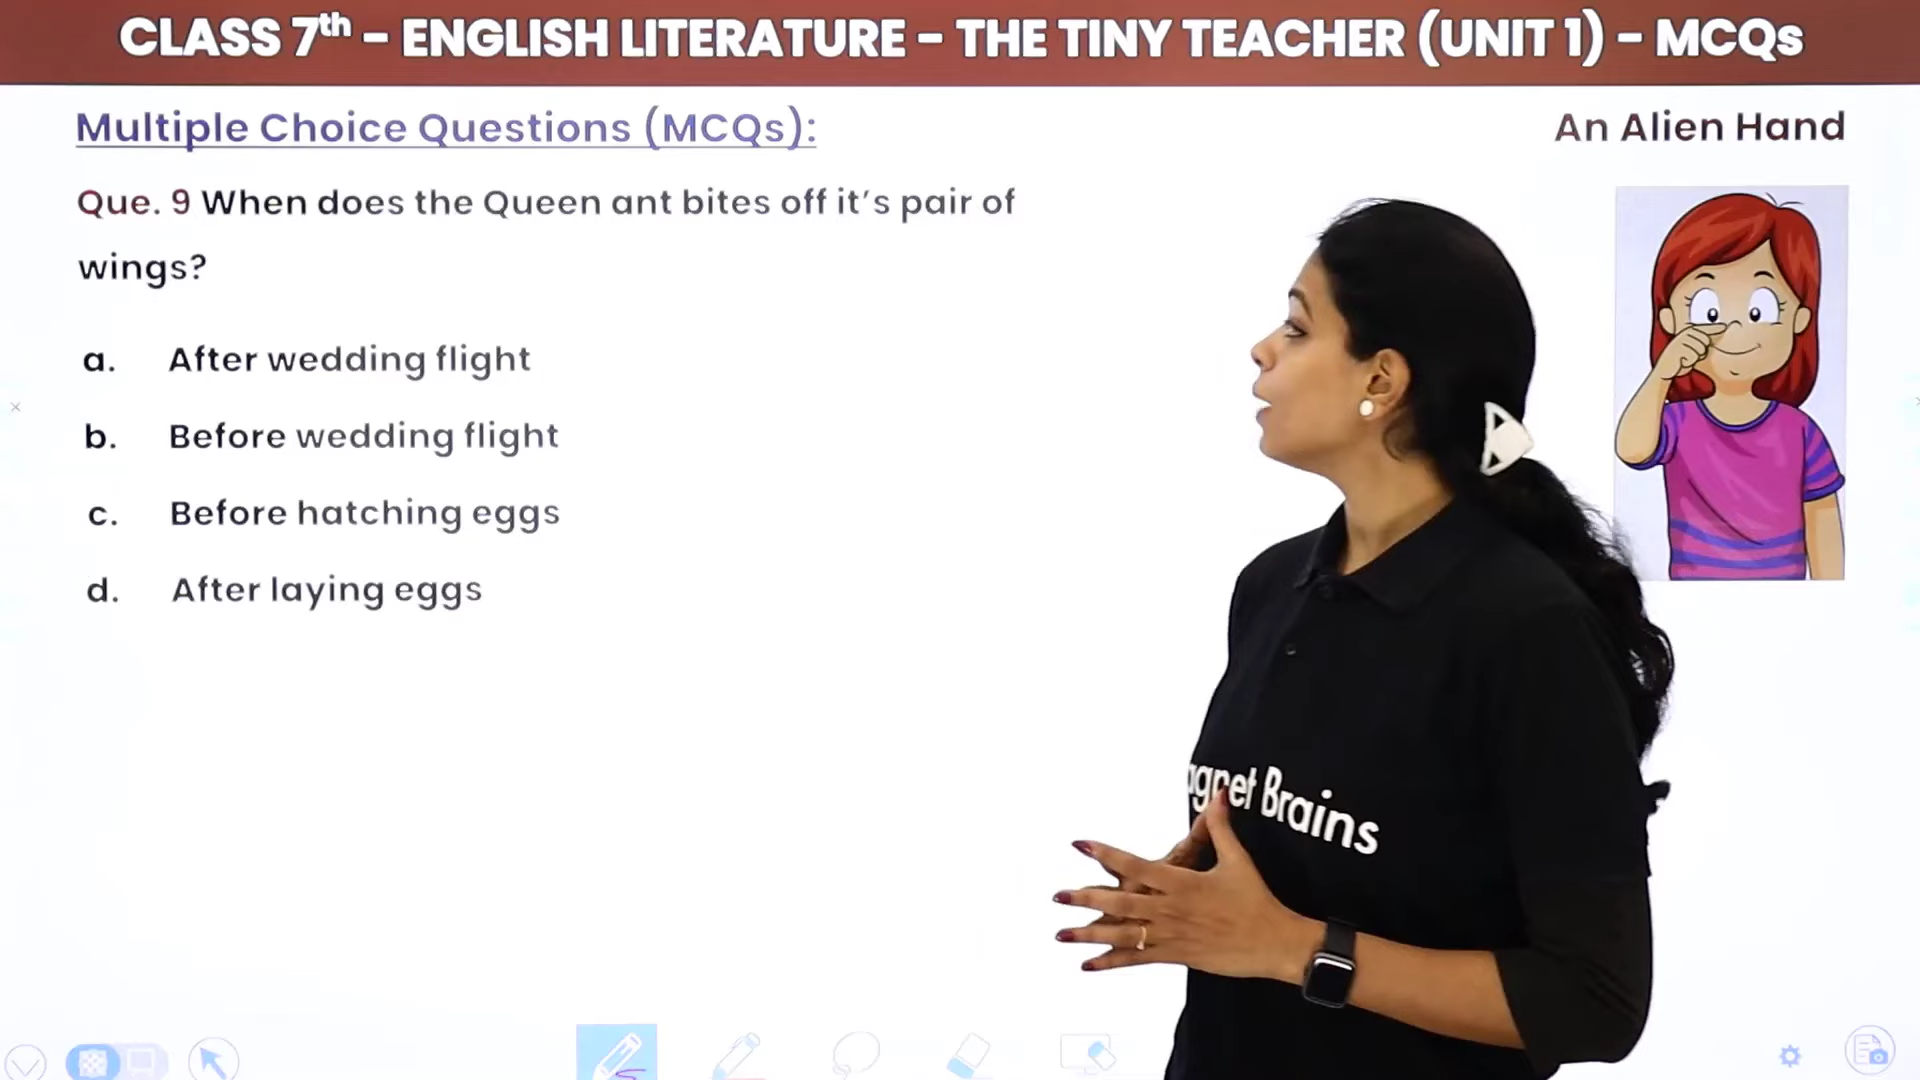 CLASS 7th – ENGLISH LITERATURE – THE TINY TEACHER (UNIT 1) – MCQs
Multiple Choice Questions (MCQs):
An Alien Hand
Que. 9 When does the Queen ant bites off it's pair of
wings?
a. After wedding flight
b. Before wedding flight
c. Before hatching eggs
d. After laying eggs
agnet Brains